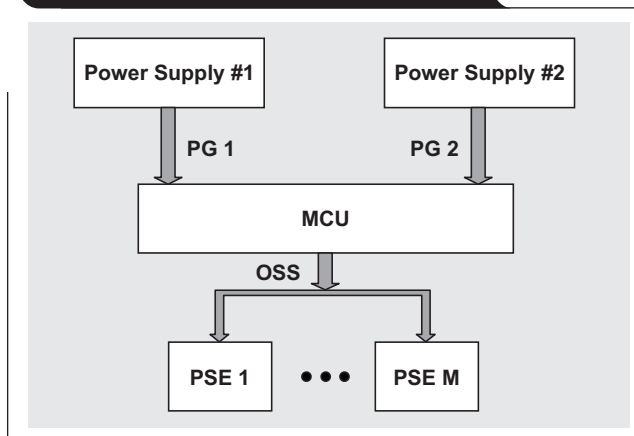 Power Supply #1 Power Supply #2
PG 1 PG 2
MCU
OSS
PSE 1 ••• PSE M